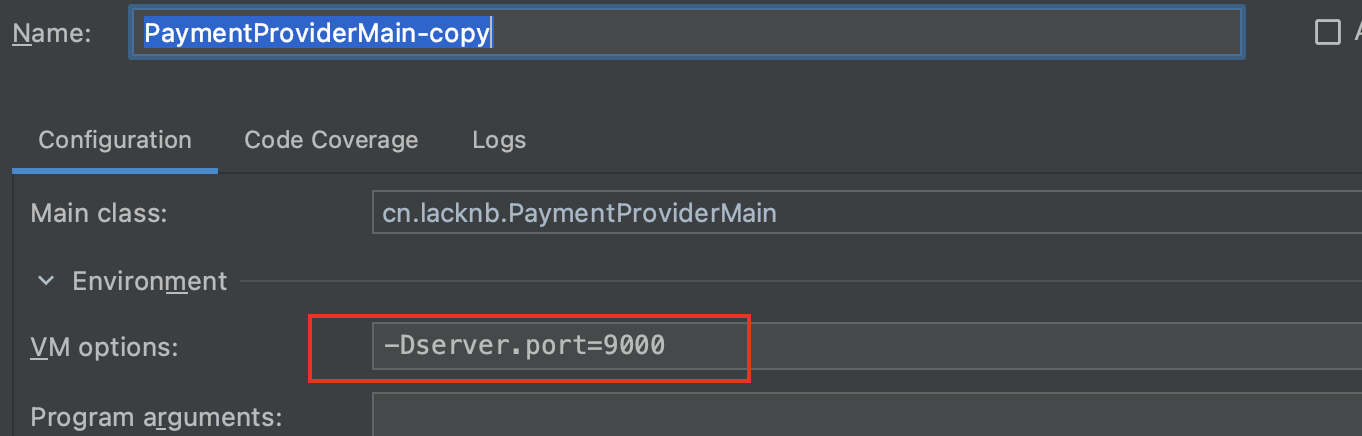 Name: PaymentProviderMain-copy
Configuration Code Coverage Logs
Main class: cn.lacknb.PaymentProviderMain
Environment
VM options: -Dserver.port=9000
Program arguments: